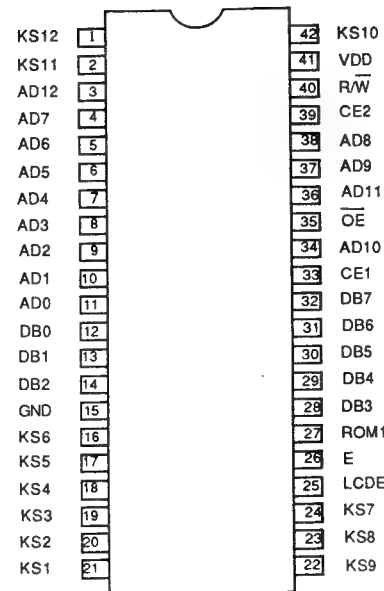 KS12 1 42 KS10
KS11 2 41 VDD
AD12 3 40 R/W̅
AD7 4 39 CE2
AD6 5 38 AD8
AD5 6 37 AD9
AD4 7 36 AD11
AD3 8 35 O̅E̅
AD2 9 34 AD10
AD1 10 33 CE1
AD0 11 32 DB7
DB0 12 31 DB6
DB1 13 30 DB5
DB2 14 29 DB4
GND 15 28 DB3
KS6 16 27 ROM1
KS5 17 26 E
KS4 18 25 LCDE
KS3 19 24 KS7
KS2 20 23 KS8
KS1 21 22 KS9